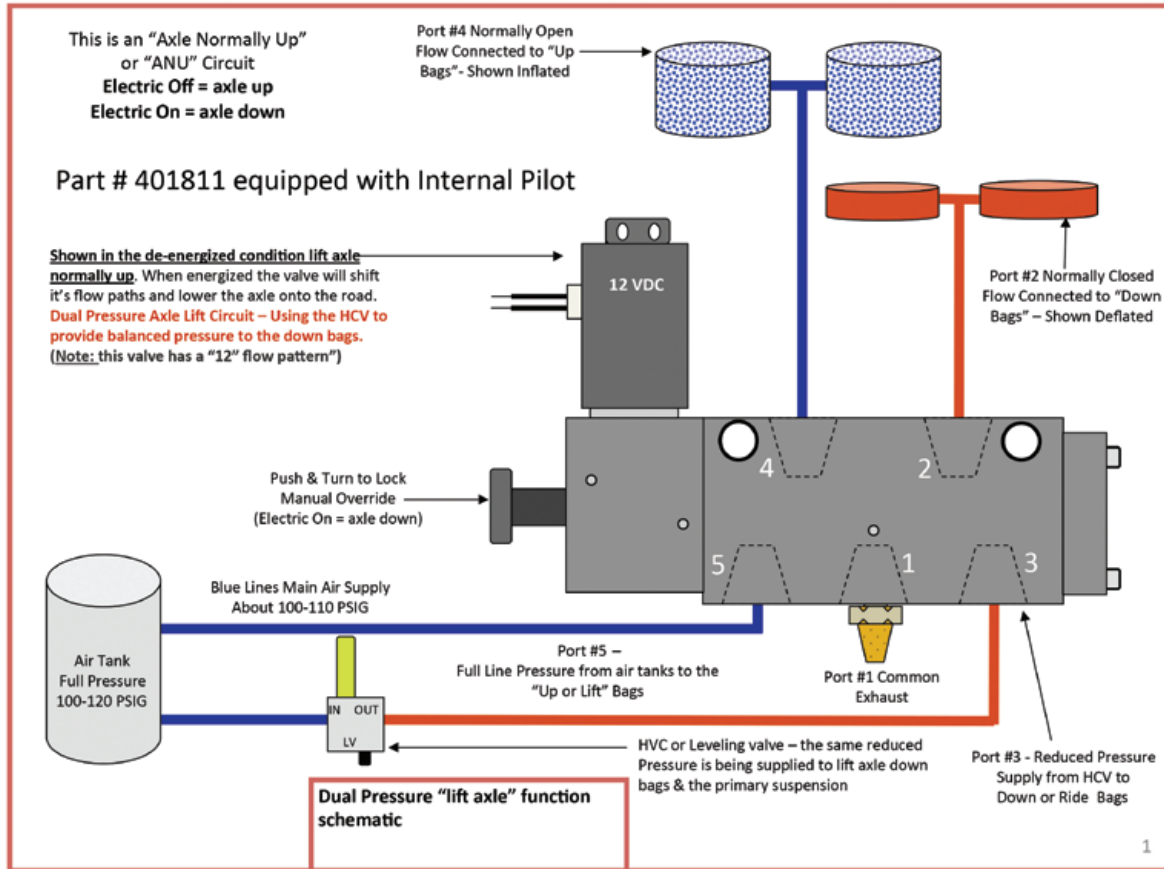 This is an “Axle Normally Up”
or “ANU” Circuit
Electric Off = axle up
Electric On = axle down
Port #4 Normally Open
Flow Connected to “Up
Bags”- Shown Inflated
Part # 401811 equipped with Internal Pilot
Shown in the de-energized condition lift axle
normally up. When energized the valve will shift
it’s flow paths and lower the axle onto the road.
Dual Pressure Axle Lift Circuit – Using the HCV to
provide balanced pressure to the down bags.
(Note: this valve has a “12” flow pattern”)
12 VDC
Port #2 Normally Closed
Flow Connected to “Down
Bags” – Shown Deflated
4
2
Push & Turn to Lock
Manual Override
(Electric On = axle down)
5
1
3
Blue Lines Main Air Supply
About 100-110 PSIG
Air Tank
Full Pressure
100-120 PSIG
Port #5 –
Full Line Pressure from air tanks to the
“Up or Lift” Bags
Port #1 Common
Exhaust
IN OUT
LV
HVC or Leveling valve – the same reduced
Pressure is being supplied to lift axle down
bags & the primary suspension
Port #3 - Reduced Pressure
Supply from HCV to
Down or Ride Bags
Dual Pressure “lift axle” function
schematic
1